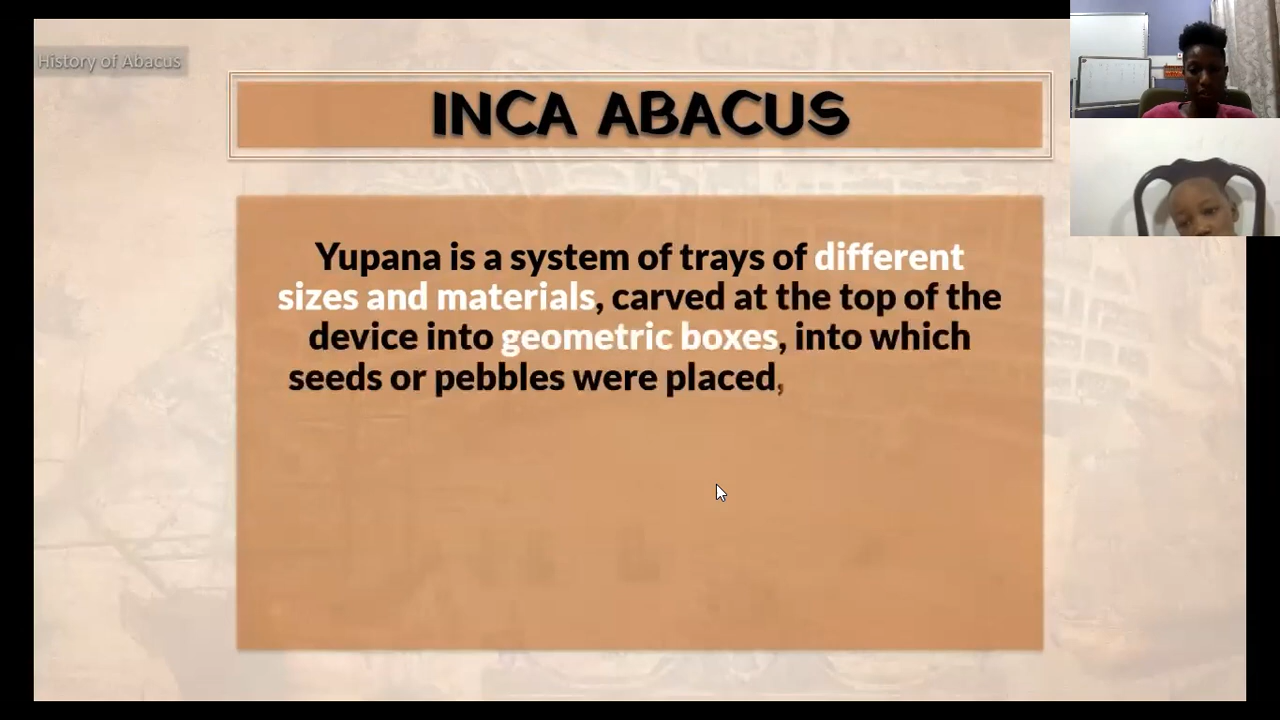 History of Abacus
INCA ABACUS
Yupana is a system of trays of different
sizes and materials, carved at the top of the
device into geometric boxes, into which
seeds or pebbles were placed,